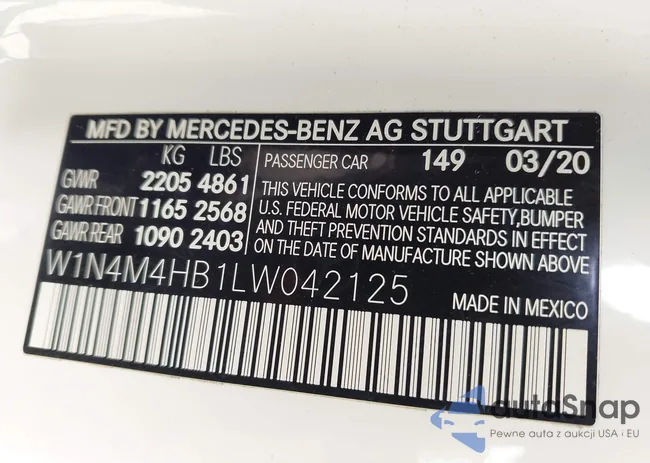 MFD BY MERCEDES-BENZ AG STUTTGART
KG LBS
GVWR 2205 4861
GAWR FRONT 1165 2568
GAWR REAR 1090 2403
PASSENGER CAR 149 03/20
THIS VEHICLE CONFORMS TO ALL APPLICABLE
U.S. FEDERAL MOTOR VEHICLE SAFETY, BUMPER
AND THEFT PREVENTION STANDARDS IN EFFECT
ON THE DATE OF MANUFACTURE SHOWN ABOVE.
W1N4M4HB1LW042125
MADE IN MEXICO
autaSnap
Pewne auta z aukcji USA i EU